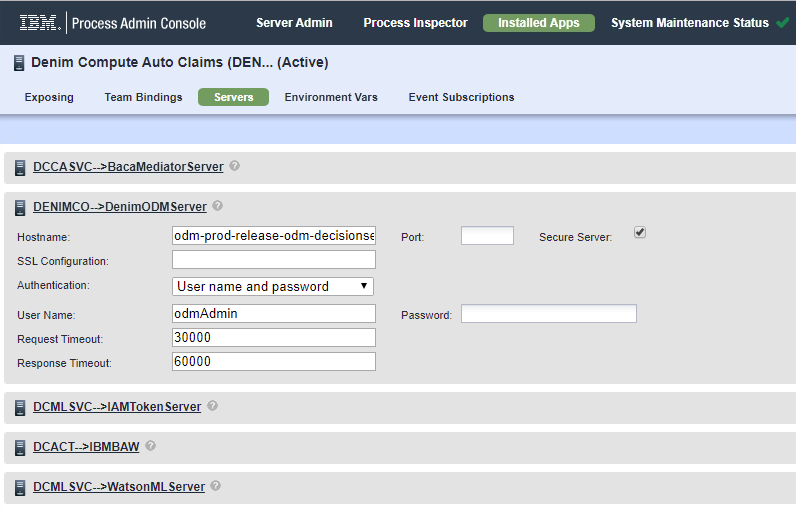 IBM. Process Admin Console Server Admin Process Inspector Installed Apps System Maintenance Status
Denim Compute Auto Claims (DEN... (Active)
Exposing Team Bindings Servers Environment Vars Event Subscriptions
DCCASVC-->BacaMediatorServer ?
DENIMCO-->DenimODMServer ?
Hostname: odm-prod-release-odm-decisionse Port: Secure Server:
SSL Configuration:
Authentication: User name and password
User Name: odmAdmin Password:
Request Timeout: 30000
Response Timeout: 60000
DCMLSVC-->IAMTokenServer ?
DCACT-->IBMBAW ?
DCMLSVC-->WatsonMLServer ?